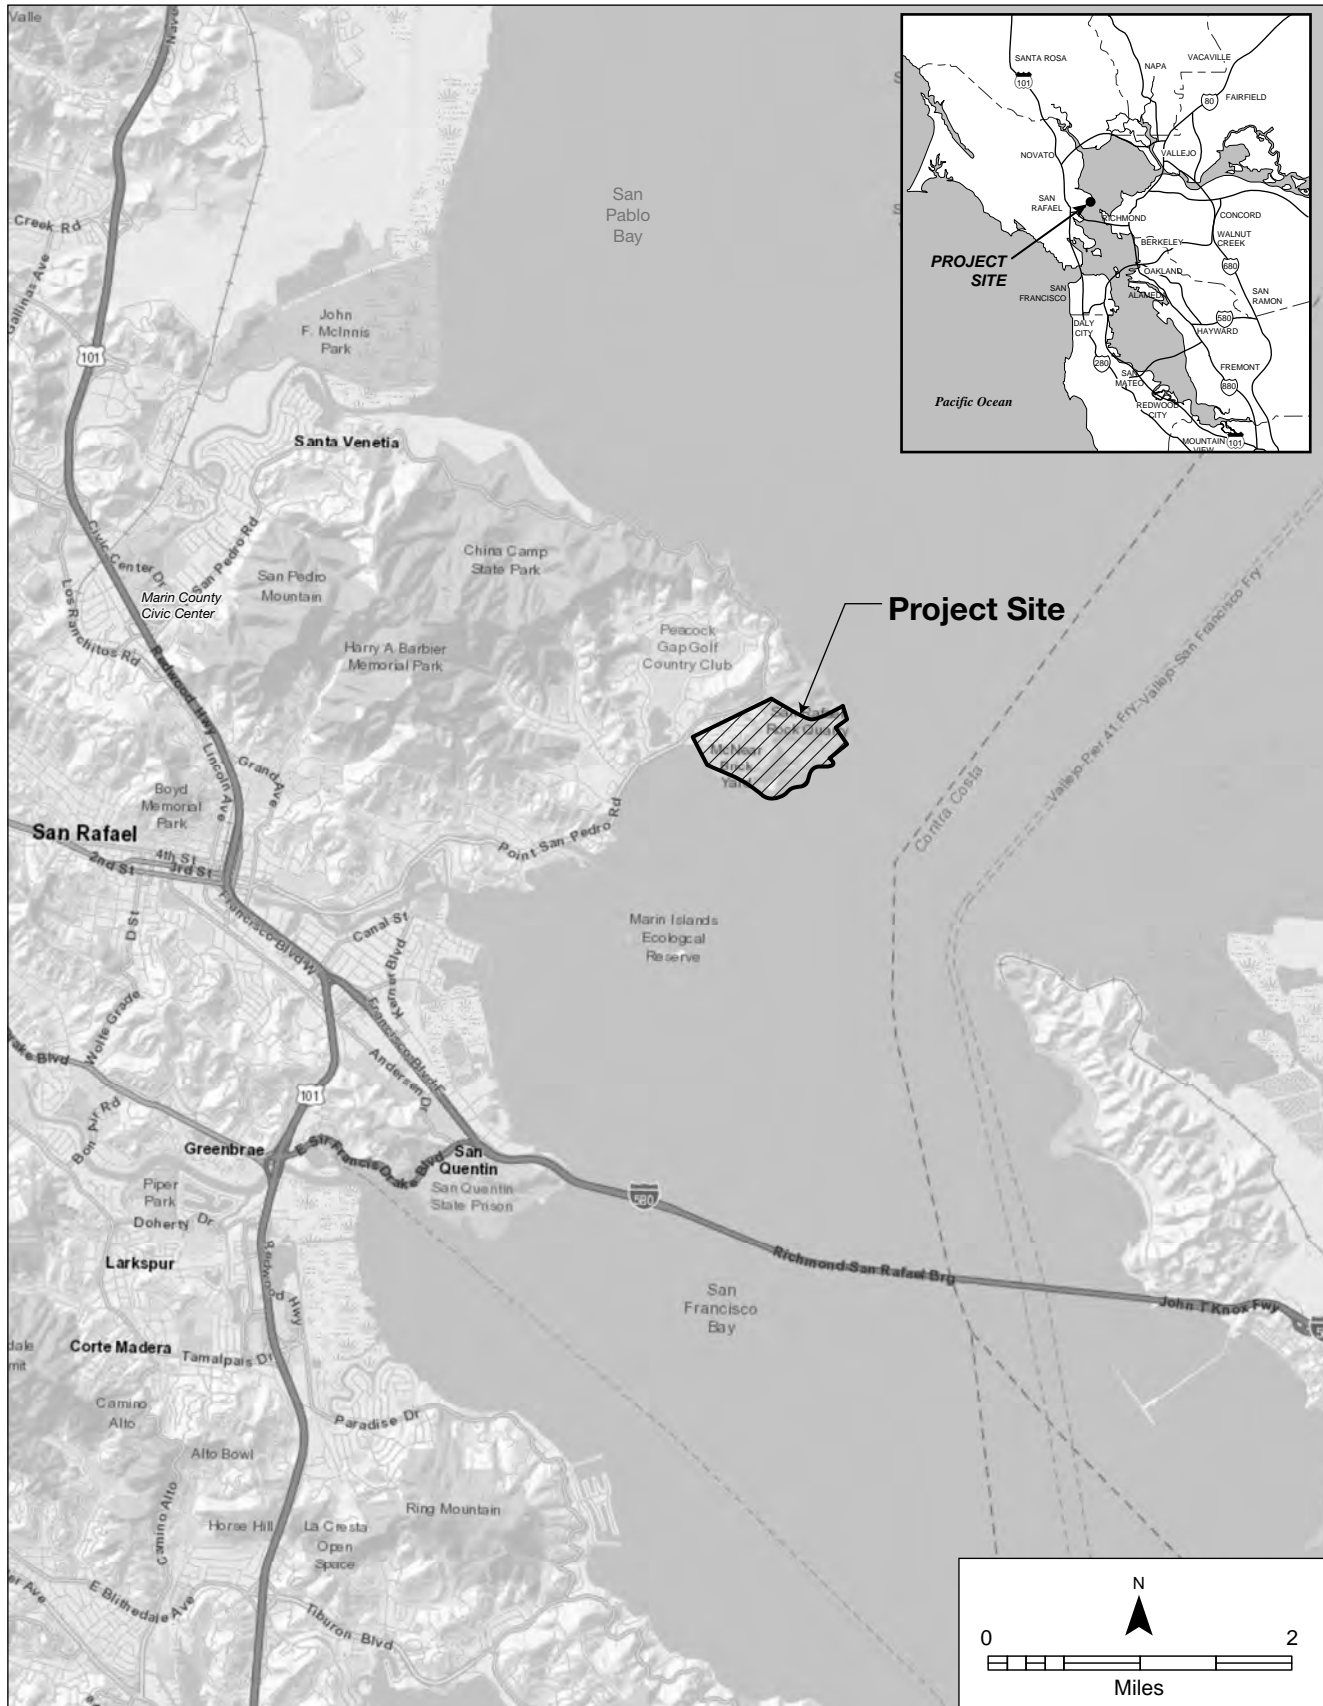 Valle
San
Pablo
Bay
Creek Rd
Gallinas Ave
101
John
F. McInnis
Park
Santa Venetia
Civic Center Dr
San Pedro Rd
Marin County
Civic Center
Los Ranchitos Rd
San Pedro
Mountain
China Camp
State Park
Harry A Barbier
Memorial Park
Peacock
Gap Golf
Country Club
Project Site
San Rafael
Rock Quarry
McNear
Brick
Yard
Redwood Hwy
Lincoln Ave
Grand Ave
Boyd
Memorial
Park
San Rafael
4th St
3rd St
2nd St
D St
Point San Pedro Rd
Contra Costa
Vallejo-Pier 41 Fry-Vallejo-San Francisco Fry
Francisco Blvd W
Canal St
Kerner Blvd
Francisco Blvd E
Andersen Dr
Marin Islands
Ecologcal
Reserve
Wolfe Grade
Drake Blvd
Bon Air Rd
101
Greenbrae
E Sir Francis Drake Blvd
San
Quentin
San Quentin
State Prison
580
Piper
Park
Doherty Dr
Larkspur
Redwood Hwy
Richmond San Rafael Brg
John T Knox Fwy
San
Francisco
Bay
Corte Madera
Tamalpais Dr
Camino
Alto
Paradise Dr
Alto Bowl
Camino Alto
Ring Mountain
Horse Hill
La Cresta
Open
Space
E Blithedale Ave
Tiburon Blvd
SANTA ROSA
101
NAPA
VACAVILLE
80
FAIRFIELD
NOVATO
VALLEJO
SAN
RAFAEL
RICHMOND
CONCORD
WALNUT
CREEK
BERKELEY
PROJECT
SITE
OAKLAND
680
SAN
FRANCISCO
ALAMEDA
SAN
RAMON
580
DALY
CITY
HAYWARD
280
SAN
MATEO
FREMONT
880
Pacific Ocean
REDWOOD
CITY
MOUNTAIN
VIEW
101
N
0
2
Miles